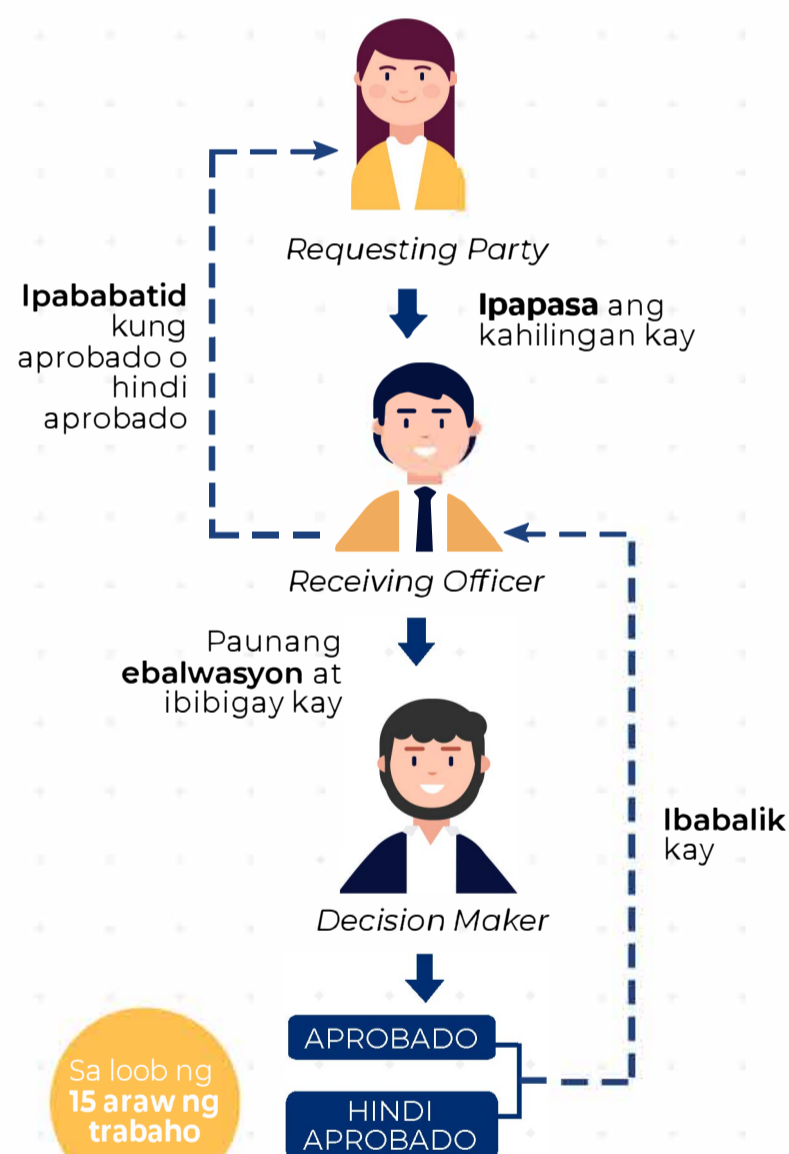 Requesting Party
Ipapasa ang
kahilingan kay
Ipababatid
kung
aprobado o
hindi
aprobado
Receiving Officer
Paunang
ebalwasyon at
ibibigay kay
Decision Maker
Ibabalik
kay
APROBADO
HINDI
APROBADO
Sa loob ng
15 araw ng
trabaho